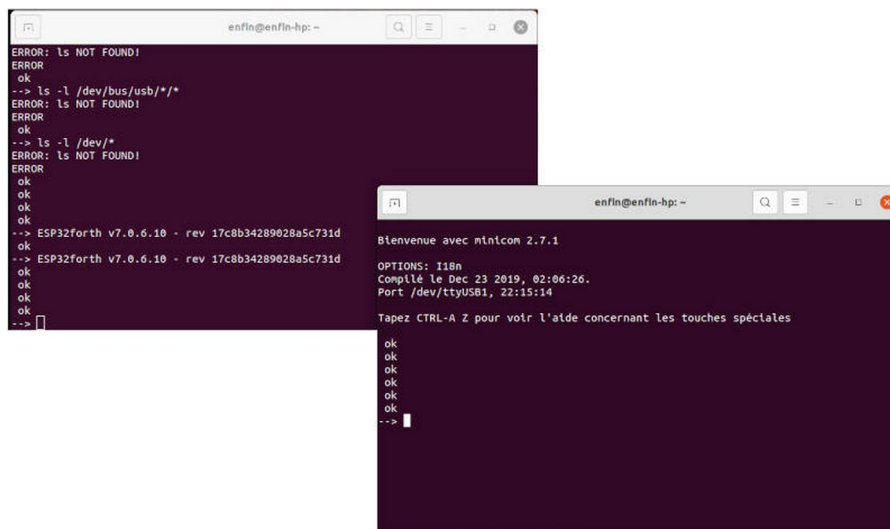 enfin@enfin-hp: ~
ERROR: ls NOT FOUND!
ERROR
ok
--> ls -l /dev/bus/usb/*/*
ERROR: ls NOT FOUND!
ERROR
ok
--> ls -l /dev/*
ERROR: ls NOT FOUND!
ERROR
ok
ok
ok
ok
--> ESP32forth v7.0.6.10 - rev 17c8b34289028a5c731d
ok
--> ESP32forth v7.0.6.10 - rev 17c8b34289028a5c731d
ok
ok
ok
ok
-->
enfin@enfin-hp: ~
Bienvenue avec minicom 2.7.1
OPTIONS: I18n
Compilé le Dec 23 2019, 02:06:26.
Port /dev/ttyUSB1, 22:15:14
Tapez CTRL-A Z pour voir l'aide concernant les touches spéciales
ok
ok
ok
ok
ok
ok
-->